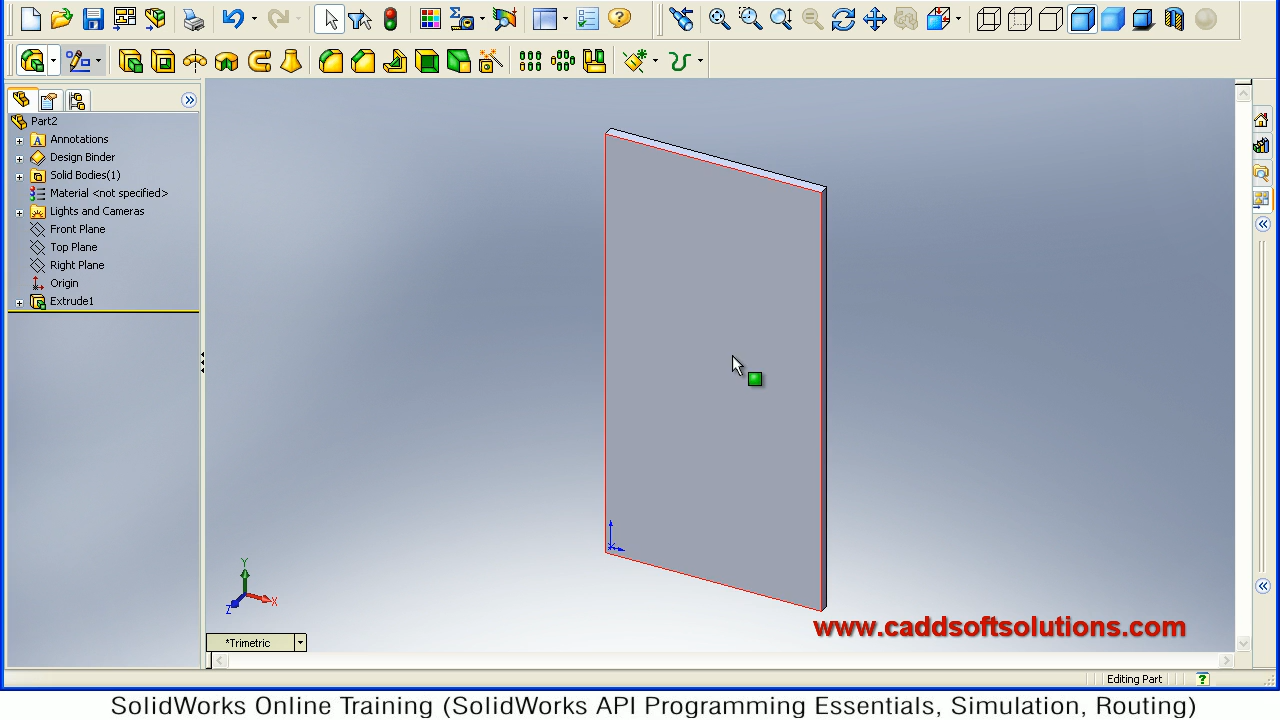 Part2
A Annotations
Design Binder
Solid Bodies(1)
Material <not specified>
Lights and Cameras
Front Plane
Top Plane
Right Plane
Origin
Extrude1
Y
X
Z
*Trimetric
www.caddsoftsolutions.com
Editing Part
SolidWorks Online Training (SolidWorks API Programming Essentials, Simulation, Routing)